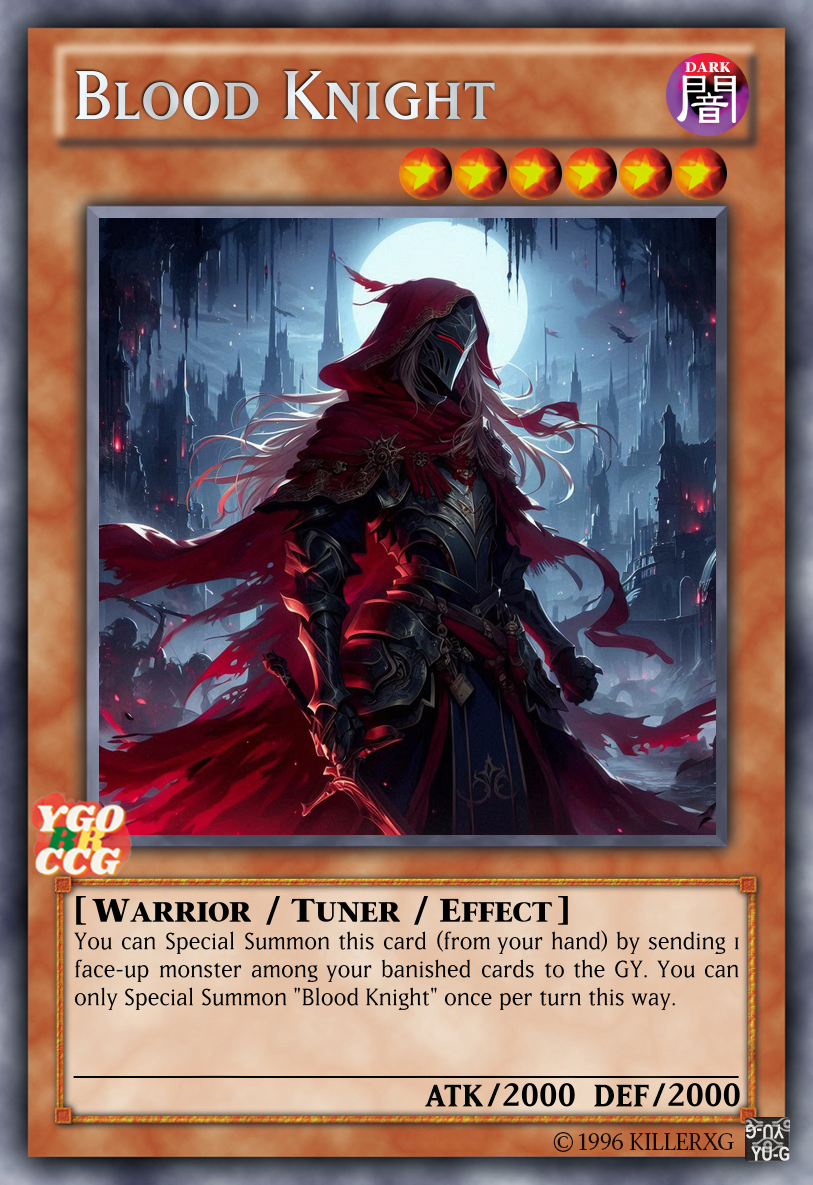 Blood Knight
DARK
闇
YGO
BR
CCG
[ Warrior / Tuner / Effect ]
You can Special Summon this card (from your hand) by sending 1
face-up monster among your banished cards to the GY. You can
only Special Summon "Blood Knight" once per turn this way.
ATK/2000 DEF/2000
© 1996 KILLERXG
YU-G
YU-G